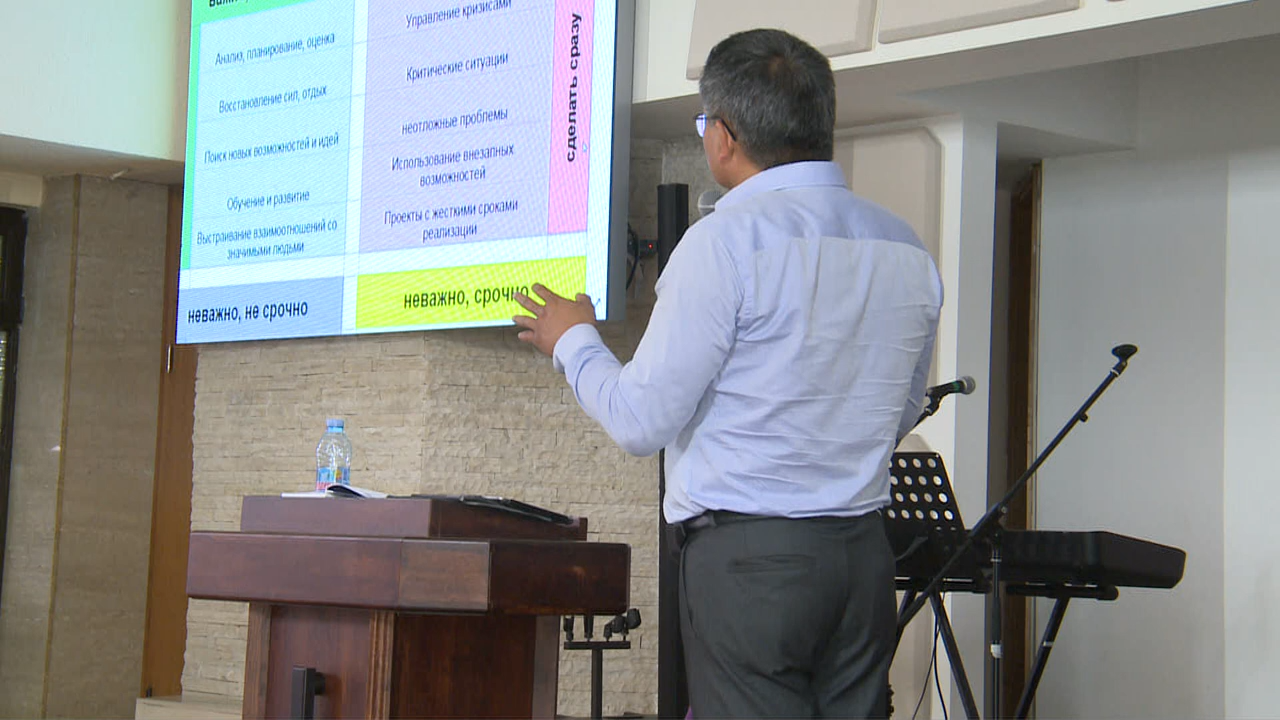 Анализ, планирование, оценка
Восстановление сил, отдых
Поиск новых возможностей и идей
Обучение и развитие
Выстраивание взаимоотношений со
значимыми людьми
Управление кризисами
Критические ситуации
неотложные проблемы
Использование внезапных
возможностей
Проекты с жесткими сроками
реализации
сделать сразу
неважно, не срочно
неважно, срочно